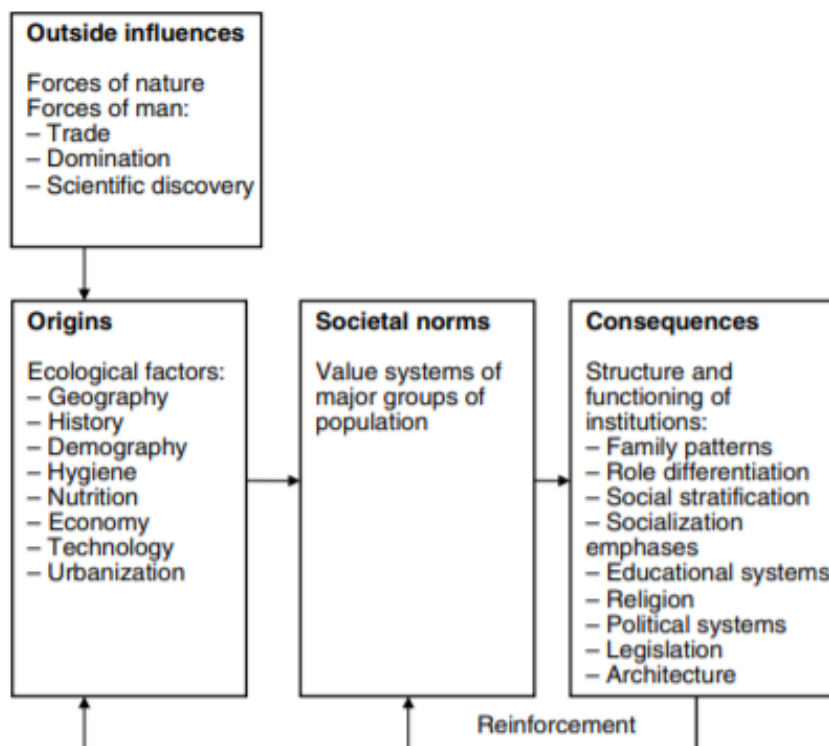 Outside influences
Forces of nature
Forces of man:
– Trade
– Domination
– Scientific discovery
Origins
Ecological factors:
– Geography
– History
– Demography
– Hygiene
– Nutrition
– Economy
– Technology
– Urbanization
Societal norms
Value systems of
major groups of
population
Consequences
Structure and
functioning of
institutions:
– Family patterns
– Role differentiation
– Social stratification
– Socialization
emphases
– Educational systems
– Religion
– Political systems
– Legislation
– Architecture
Reinforcement